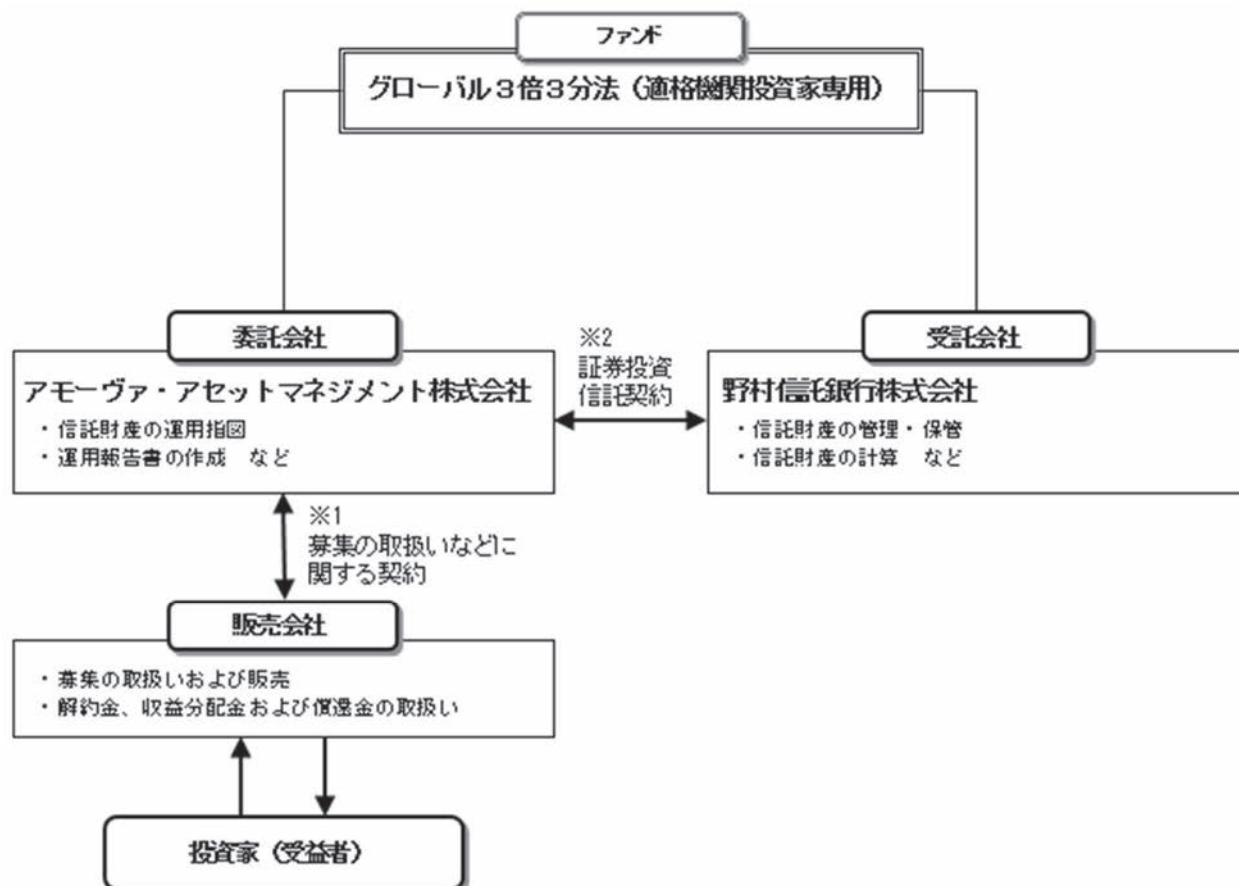 ファンド
グローバル3倍3分法(適格機関投資家専用)
委託会社
アモーヴァ・アセットマネジメント株式会社
・信託財産の運用指図
・運用報告書の作成 など
※2
証券投資
信託契約
受託会社
野村信託銀行株式会社
・信託財産の管理・保管
・信託財産の計算 など
※1
募集の取扱いなどに
関する契約
販売会社
・募集の取扱いおよび販売
・解約金、収益分配金および償還金の取扱い
投資家(受益者)